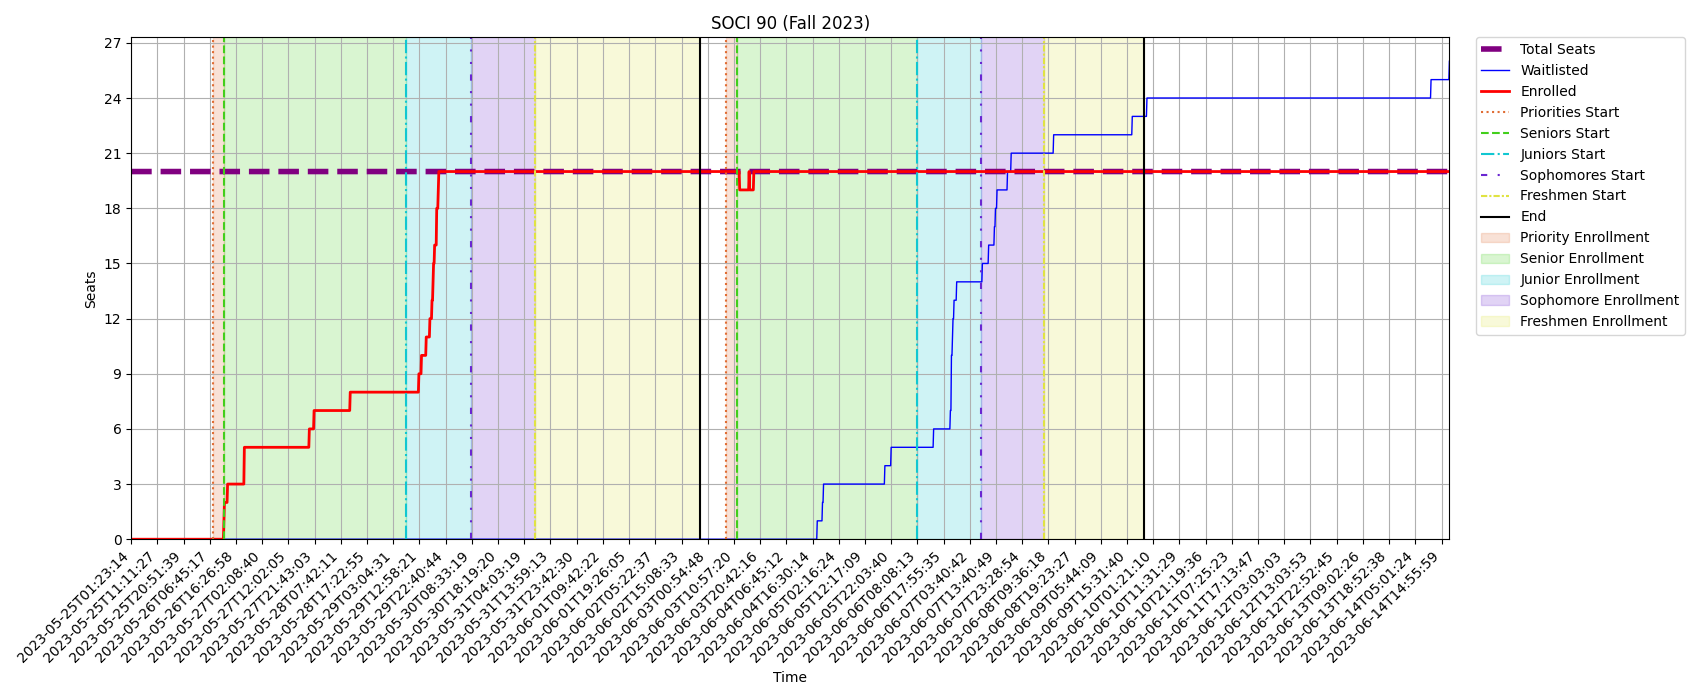 SOCI 90 (Fall 2023)
27
24
21
18
15
12
9
6
3
0
Seats
2023-05-25T01:23:14
2023-05-25T11:11:27
2023-05-25T20:51:39
2023-05-26T06:45:17
2023-05-26T16:26:58
2023-05-27T02:08:40
2023-05-27T12:02:05
2023-05-27T21:43:03
2023-05-28T07:42:11
2023-05-28T17:22:55
2023-05-29T03:04:31
2023-05-29T12:58:21
2023-05-29T22:40:44
2023-05-30T08:33:19
2023-05-30T18:19:20
2023-05-31T04:03:19
2023-05-31T13:59:13
2023-05-31T23:42:30
2023-06-01T09:42:22
2023-06-01T19:26:05
2023-06-02T05:22:37
2023-06-02T15:08:33
2023-06-03T00:54:48
2023-06-03T10:57:20
2023-06-03T20:42:16
2023-06-04T06:45:12
2023-06-04T16:30:14
2023-06-05T02:16:24
2023-06-05T12:17:09
2023-06-05T22:03:40
2023-06-06T08:08:13
2023-06-06T17:55:35
2023-06-07T03:40:42
2023-06-07T13:40:49
2023-06-07T23:28:54
2023-06-08T09:36:18
2023-06-08T19:23:27
2023-06-09T05:44:09
2023-06-09T15:31:40
2023-06-10T01:21:10
2023-06-10T11:31:29
2023-06-10T21:19:36
2023-06-11T07:25:23
2023-06-11T17:13:47
2023-06-12T03:03:03
2023-06-12T13:03:53
2023-06-12T22:52:45
2023-06-13T09:02:26
2023-06-13T18:52:38
2023-06-14T05:01:24
2023-06-14T14:55:59
Time
Total Seats
Waitlisted
Enrolled
Priorities Start
Seniors Start
Juniors Start
Sophomores Start
Freshmen Start
End
Priority Enrollment
Senior Enrollment
Junior Enrollment
Sophomore Enrollment
Freshmen Enrollment